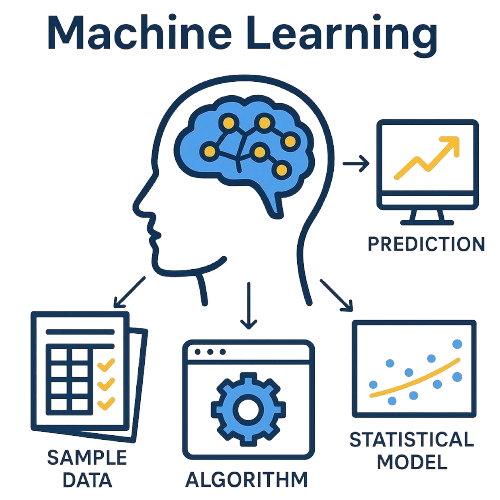 Machine Learning
PREDICTION
SAMPLE
DATA
ALGORITHM
STATISTICAL
MODEL